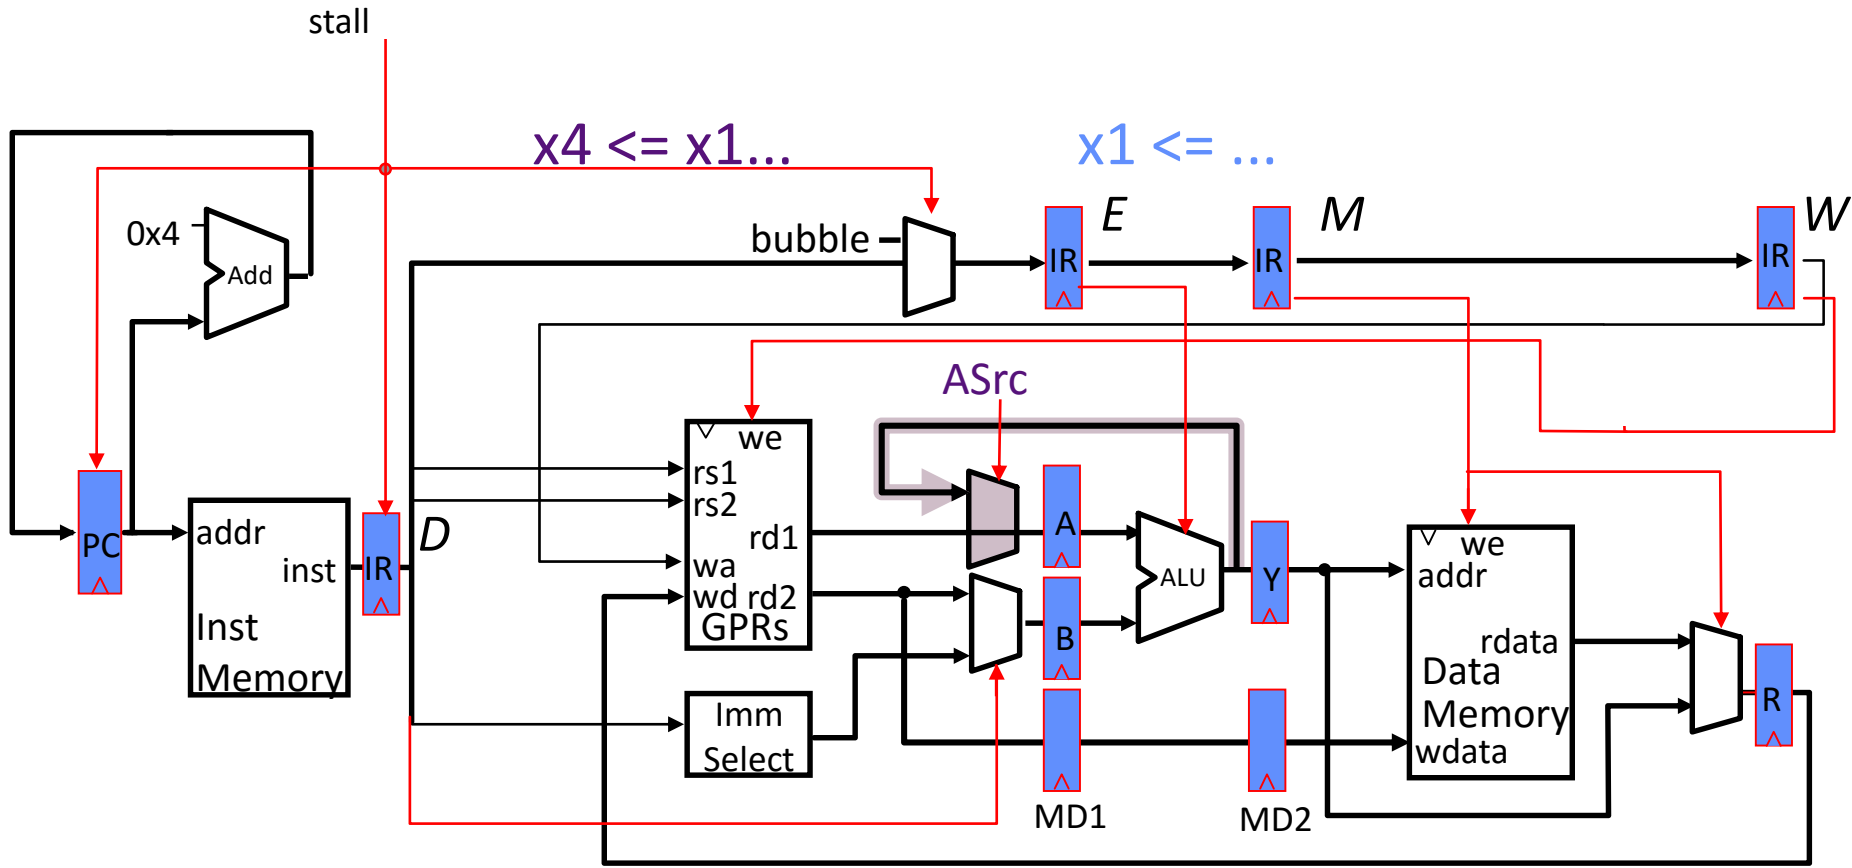 stall
x4 <= x1...
x1 <= ...
E
M
W
0x4
Add
bubble
IR
IR
IR
ASrc
we
rs1
rs2
rd1
wa
wd rd2
GPRs
PC
addr
inst
Inst
Memory
IR
D
A
B
ALU
Y
we
addr
rdata
Data
Memory
wdata
R
Imm
Select
MD1
MD2